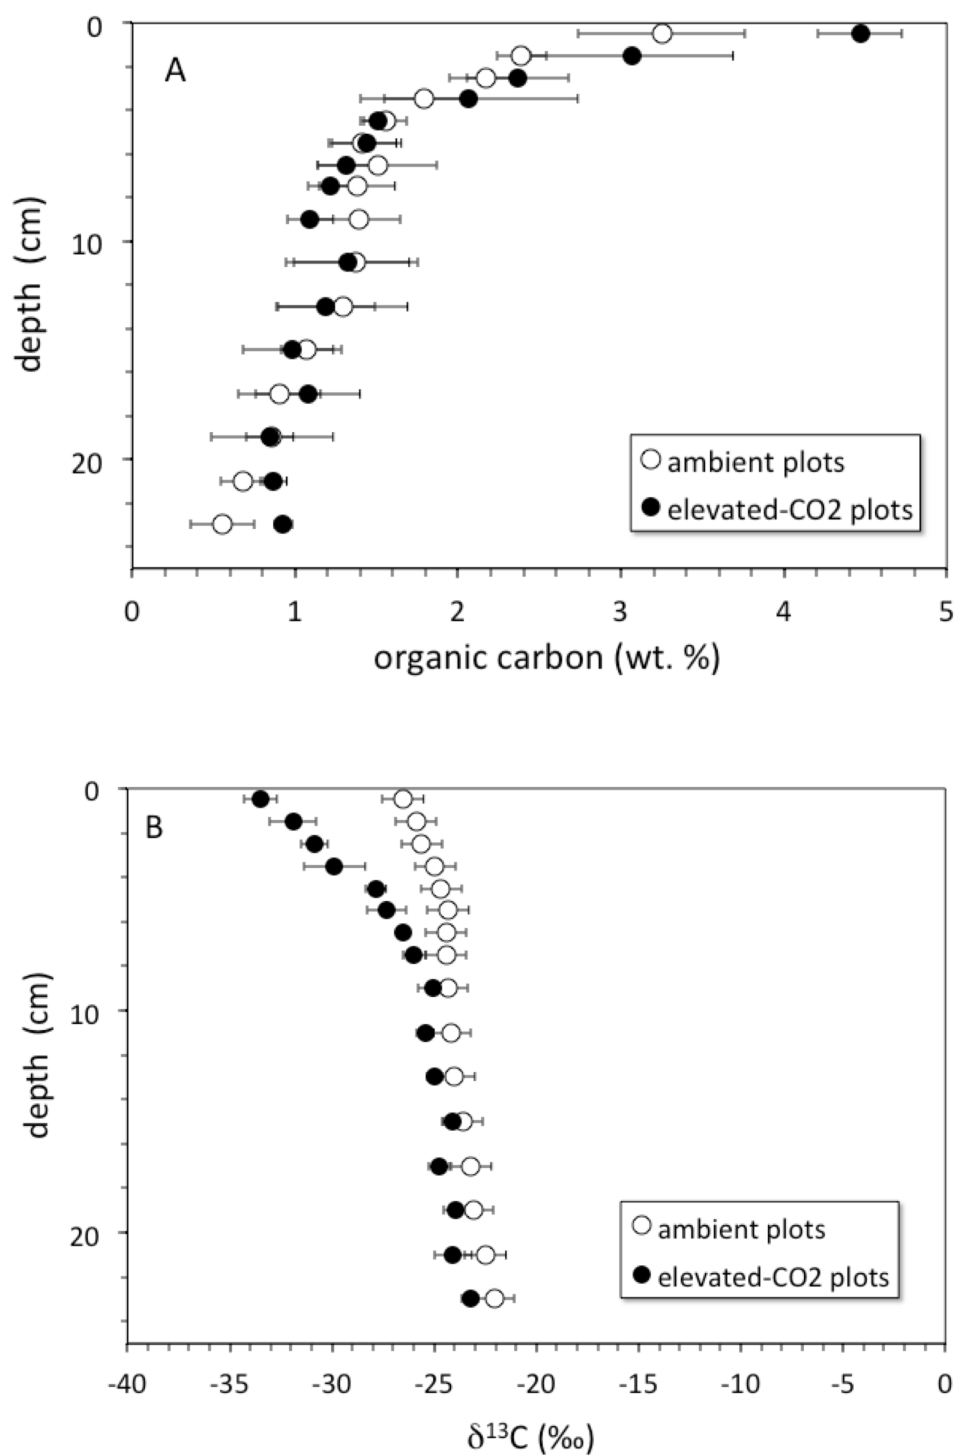 0
A
10
20
depth (cm)
ambient plots
elevated-CO2 plots
0 1 2 3 4 5
organic carbon (wt. %)
0
B
10
20
depth (cm)
ambient plots
elevated-CO2 plots
-40 -35 -30 -25 -20 -15 -10 -5 0
δ¹³C (‰)